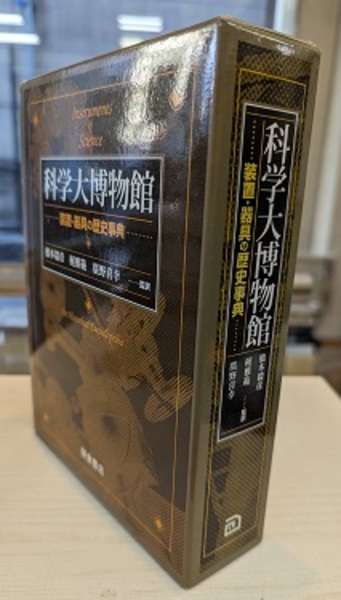 Instruments
of
Science
科学大博物館
装置・器具の歴史事典
橋本毅彦 梶雅範 廣野喜幸
監訳
An Historical Encyclopedia
朝倉書店
科学大博物館
装置・器具の歴史事典
橋本毅彦
梶雅範
廣野喜幸
監訳